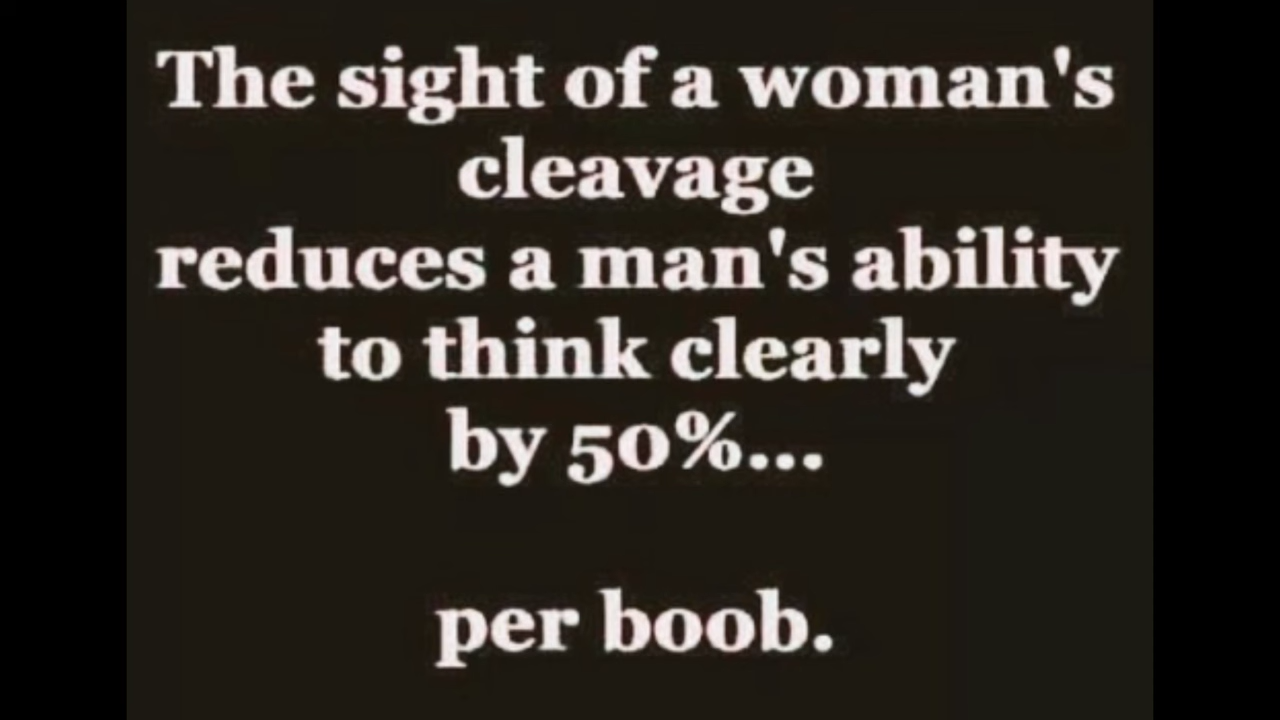 The sight of a woman's
cleavage
reduces a man's ability
to think clearly
by 50%...
per boob.